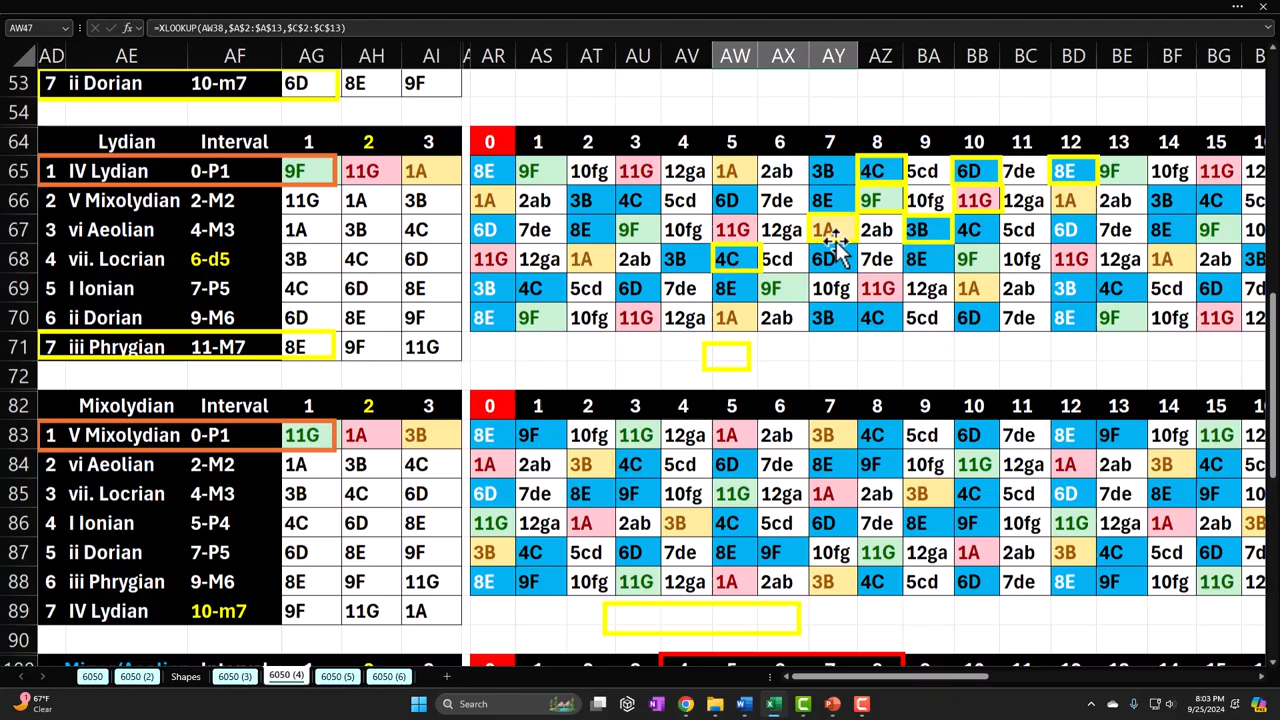 AW47 fx =XLOOKUP(AW38,$A$2:$A$13,$C$2:$C$13)
AD AE AF AG AH AI AR AS AT AU AV AW AX AY AZ BA BB BC BD BE BF BG
53 7 ii Dorian 10-m7 6D 8E 9F
54
64 Lydian Interval 1 2 3 0 1 2 3 4 5 6 7 8 9 10 11 12 13 14 15
65 1 IV Lydian 0-P1 9F 11G 1A 8E 9F 10fg 11G 12ga 1A 2ab 3B 4C 5cd 6D 7de 8E 9F 10fg 11G 12
66 2 V Mixolydian 2-M2 11G 1A 3B 1A 2ab 3B 4C 5cd 6D 7de 8E 9F 10fg 11G 12ga 1A 2ab 3B 4C 5c
67 3 vi Aeolian 4-M3 1A 3B 4C 6D 7de 8E 9F 10fg 11G 12ga 1A 2ab 3B 4C 5cd 6D 7de 8E 9F 10
68 4 vii. Locrian 6-d5 3B 4C 6D 11G 12ga 1A 2ab 3B 4C 5cd 6D 7de 8E 9F 10fg 11G 12ga 1A 2ab 3B
69 5 I Ionian 7-P5 4C 6D 8E 3B 4C 5cd 6D 7de 8E 9F 10fg 11G 12ga 1A 2ab 3B 4C 5cd 6D 7d
70 6 ii Dorian 9-M6 6D 8E 9F 8E 9F 10fg 11G 12ga 1A 2ab 3B 4C 5cd 6D 7de 8E 9F 10fg 11G 12
71 7 iii Phrygian 11-M7 8E 9F 11G
72
82 Mixolydian Interval 1 2 3 0 1 2 3 4 5 6 7 8 9 10 11 12 13 14 15
83 1 V Mixolydian 0-P1 11G 1A 3B 8E 9F 10fg 11G 12ga 1A 2ab 3B 4C 5cd 6D 7de 8E 9F 10fg 11G 12
84 2 vi Aeolian 2-M2 1A 3B 4C 1A 2ab 3B 4C 5cd 6D 7de 8E 9F 10fg 11G 12ga 1A 2ab 3B 4C 5c
85 3 vii. Locrian 4-M3 3B 4C 6D 6D 7de 8E 9F 10fg 11G 12ga 1A 2ab 3B 4C 5cd 6D 7de 8E 9F 10
86 4 I Ionian 5-P4 4C 6D 8E 11G 12ga 1A 2ab 3B 4C 5cd 6D 7de 8E 9F 10fg 11G 12ga 1A 2ab 3B
87 5 ii Dorian 7-P5 6D 8E 9F 3B 4C 5cd 6D 7de 8E 9F 10fg 11G 12ga 1A 2ab 3B 4C 5cd 6D 7d
88 6 iii Phrygian 9-M6 8E 9F 11G 8E 9F 10fg 11G 12ga 1A 2ab 3B 4C 5cd 6D 7de 8E 9F 10fg 11G 12
89 7 IV Lydian 10-m7 9F 11G 1A
90
6050 6050 (2) Shapes 6050 (3) 6050 (4) 6050 (5) 6050 (6)
67°F
Clear
Search
8:03 PM
9/25/2024